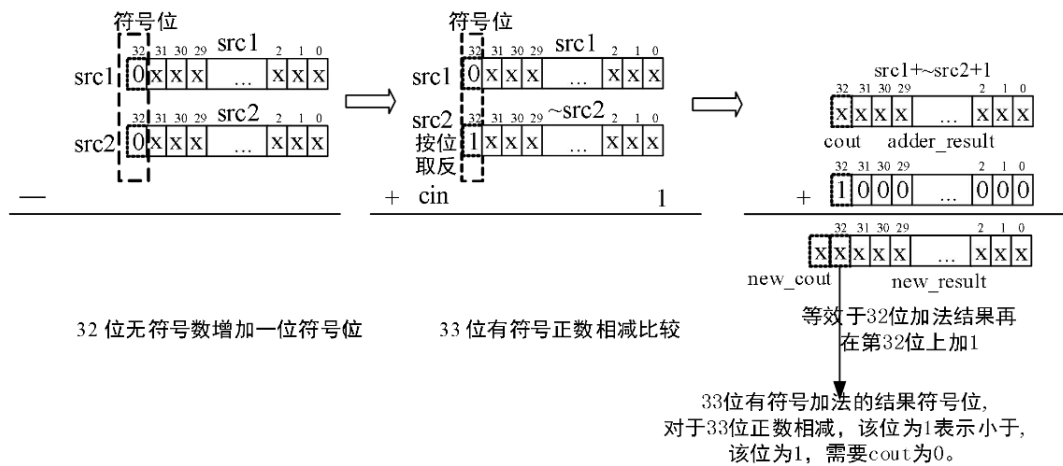 符号位
32 31 30 29 src1 2 1 0
src1 0 x x x ... x x x
32 31 30 29 src2 2 1 0
src2 0 x x x ... x x x
—
32 位无符号数增加一位符号位
符号位
32 31 30 29 src1 2 1 0
src1 0 x x x ... x x x
32 31 30 29 ~src2 2 1 0
src2 1 x x x ... x x x
按位
取反
+ cin 1
33 位有符号正数相减比较
src1+~src2+1
32 31 30 29 2 1 0
x x x x ... x x x
cout adder_result
32 31 30 29 2 1 0
+ 1 0 0 0 ... 0 0 0
32 31 30 29 2 1 0
x x x x x ... x x x
new_cout new_result
等效于32位加法结果再
在第32位上加1
33位有符号加法的结果符号位,
对于33位正数相减，该位为1表示小于,
该位为1，需要cout为0。